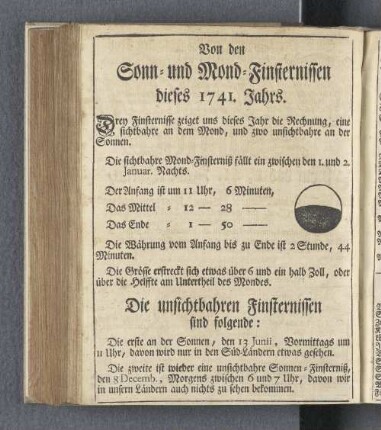 Von den
Sonn- und Mond-Finsternissen
dieses 1741. Jahrs.
Drey Finsternisse zeiget uns dieses Jahr die Rechnung, eine
sichtbahre an dem Mond, und zwo unsichtbahre an der
Sonnen.
Die sichtbahre Mond-Finsterniß fällt ein zwischen den 1. und 2.
Januar. Nachts.
Der Anfang ist um 11 Uhr, 6 Minuten,
Das Mittel = 12 — 28 —
Das Ende = 1 — 50 —
Die Währung vom Anfang bis zu Ende ist 2 Stunde, 44
Minuten.
Die Grösse erstreckt sich etwas über 6 und ein halb Zoll, oder
über die Helffte am Untertheil des Mondes.
Die unsichtbahren Finsternissen
sind folgende:
Die erste an der Sonnen, den 13 Junii, Vormittags um
11 Uhr, davon wird nur in den Süd-Ländern etwas gesehen.
Die zweite ist wieder eine unsichtbahre Sonnen-Finsterniß,
den 8 Decemb., Morgens zwischen 6 und 7 Uhr, davon wir
in unsern Ländern auch nichts zu sehen bekommen.